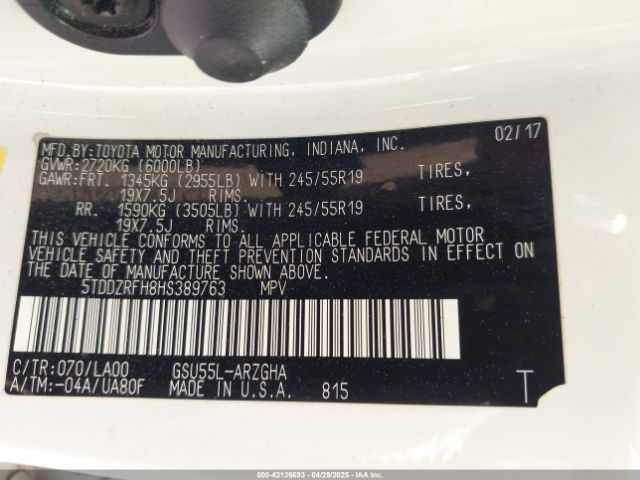 MFD.BY:TOYOTA MOTOR MANUFACTURING, INDIANA, INC. 02/17
GVWR:2720KG (6000LB)
GAWR:FRT. 1345KG (2955LB) WITH 245/55R19 TIRES,
19X7.5J RIMS.
RR. 1590KG (3505LB) WITH 245/55R19 TIRES,
19X7.5J RIMS.
THIS VEHICLE CONFORMS TO ALL APPLICABLE FEDERAL MOTOR
VEHICLE SAFETY AND THEFT PREVENTION STANDARDS IN EFFECT ON
THE DATE OF MANUFACTURE SHOWN ABOVE.
5TDDZRFH8HS389763 MPV
C/TR:070/LA00 GSU55L-ARZGHA
A/TM:-04A/UA80F MADE IN U.S.A. 815 T
000-42126693 - 04/29/2025 - IAAI.COM